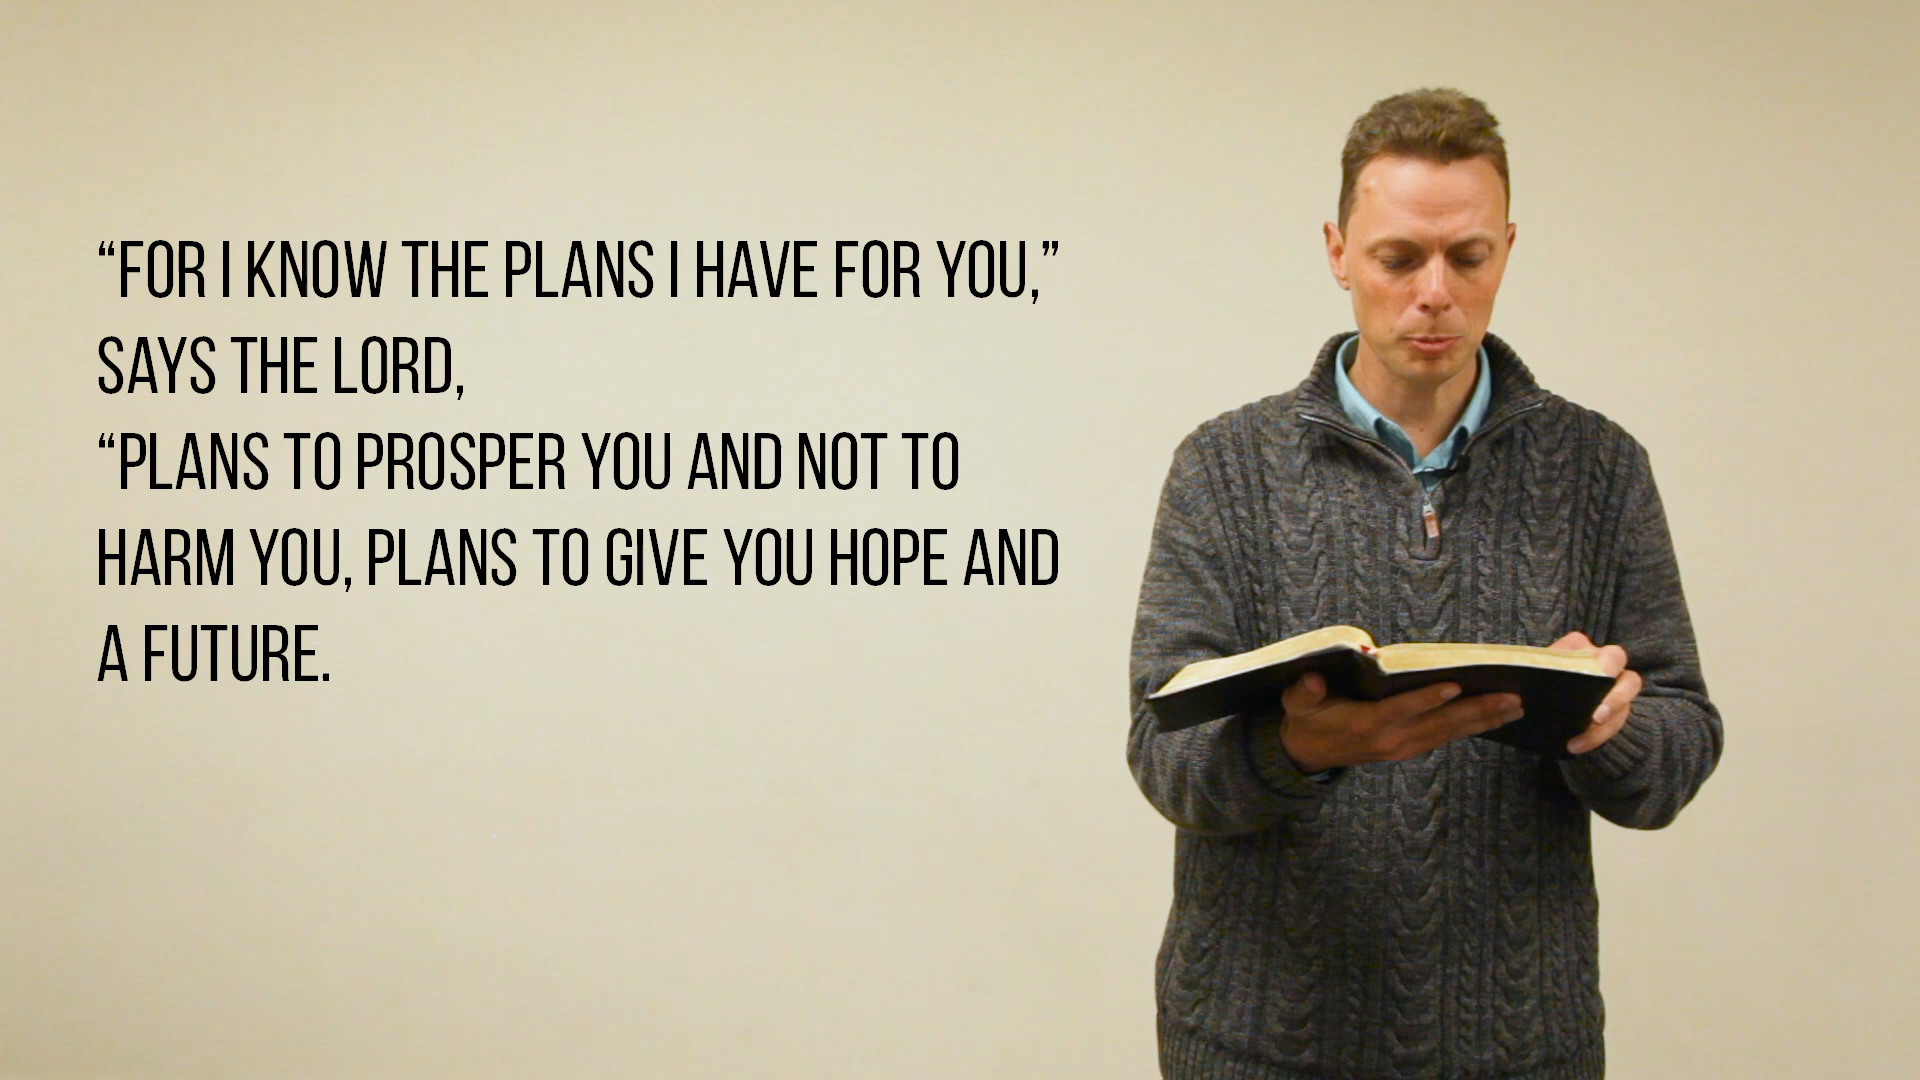 “FOR I KNOW THE PLANS I HAVE FOR YOU,”
SAYS THE LORD,
“PLANS TO PROSPER YOU AND NOT TO
HARM YOU, PLANS TO GIVE YOU HOPE AND
A FUTURE.